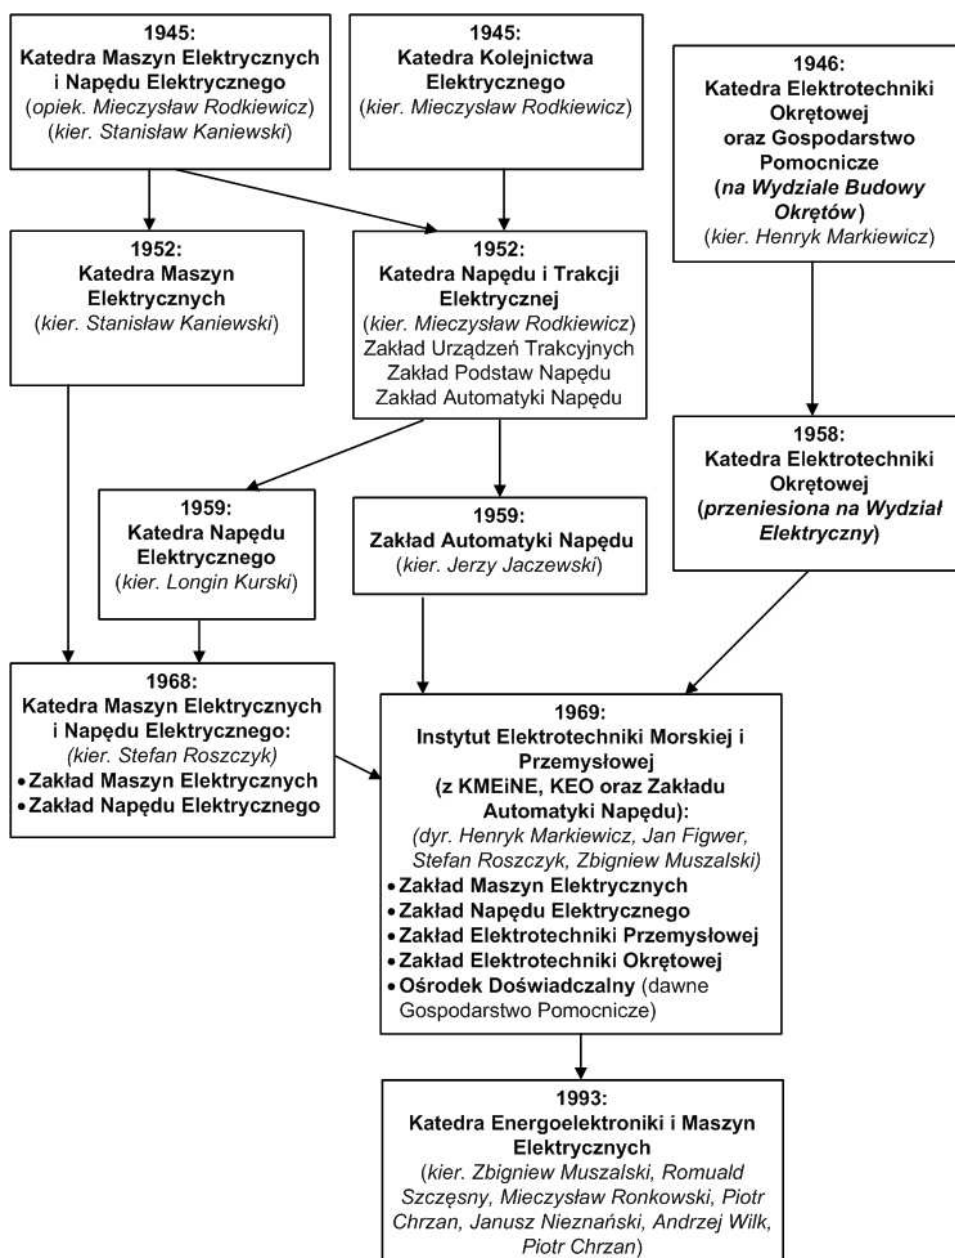 1945:
Katedra Maszyn Elektrycznych
i Napędu Elektrycznego
(opiek. Mieczysław Rodkiewicz)
(kier. Stanisław Kaniewski)
1945:
Katedra Kolejnictwa
Elektrycznego
(kier. Mieczysław Rodkiewicz)
1946:
Katedra Elektrotechniki
Okrętowej
oraz Gospodarstwo
Pomocnicze
(na Wydziale Budowy
Okrętów)
(kier. Henryk Markiewicz)
1952:
Katedra Maszyn
Elektrycznych
(kier. Stanisław Kaniewski)
1952:
Katedra Napędu i Trakcji
Elektrycznej
(kier. Mieczysław Rodkiewicz)
Zakład Urządzeń Trakcyjnych
Zakład Podstaw Napędu
Zakład Automatyki Napędu
1958:
Katedra Elektrotechniki
Okrętowej
(przeniesiona na Wydział
Elektryczny)
1959:
Katedra Napędu
Elektrycznego
(kier. Longin Kurski)
1959:
Zakład Automatyki Napędu
(kier. Jerzy Jaczewski)
1968:
Katedra Maszyn Elektrycznych
i Napędu Elektrycznego:
(kier. Stefan Roszczyk)
• Zakład Maszyn Elektrycznych
• Zakład Napędu Elektrycznego
1969:
Instytut Elektrotechniki Morskiej i
Przemysłowej
(z KMEiNE, KEO oraz Zakładu
Automatyki Napędu):
(dyr. Henryk Markiewicz, Jan Figwer,
Stefan Roszczyk, Zbigniew Muszalski)
• Zakład Maszyn Elektrycznych
• Zakład Napędu Elektrycznego
• Zakład Elektrotechniki Przemysłowej
• Zakład Elektrotechniki Okrętowej
• Ośrodek Doświadczalny (dawne
Gospodarstwo Pomocnicze)
1993:
Katedra Energoelektroniki i Maszyn
Elektrycznych
(kier. Zbigniew Muszalski, Romuald
Szczęsny, Mieczysław Ronkowski, Piotr
Chrzan, Janusz Nieznański, Andrzej Wilk,
Piotr Chrzan)